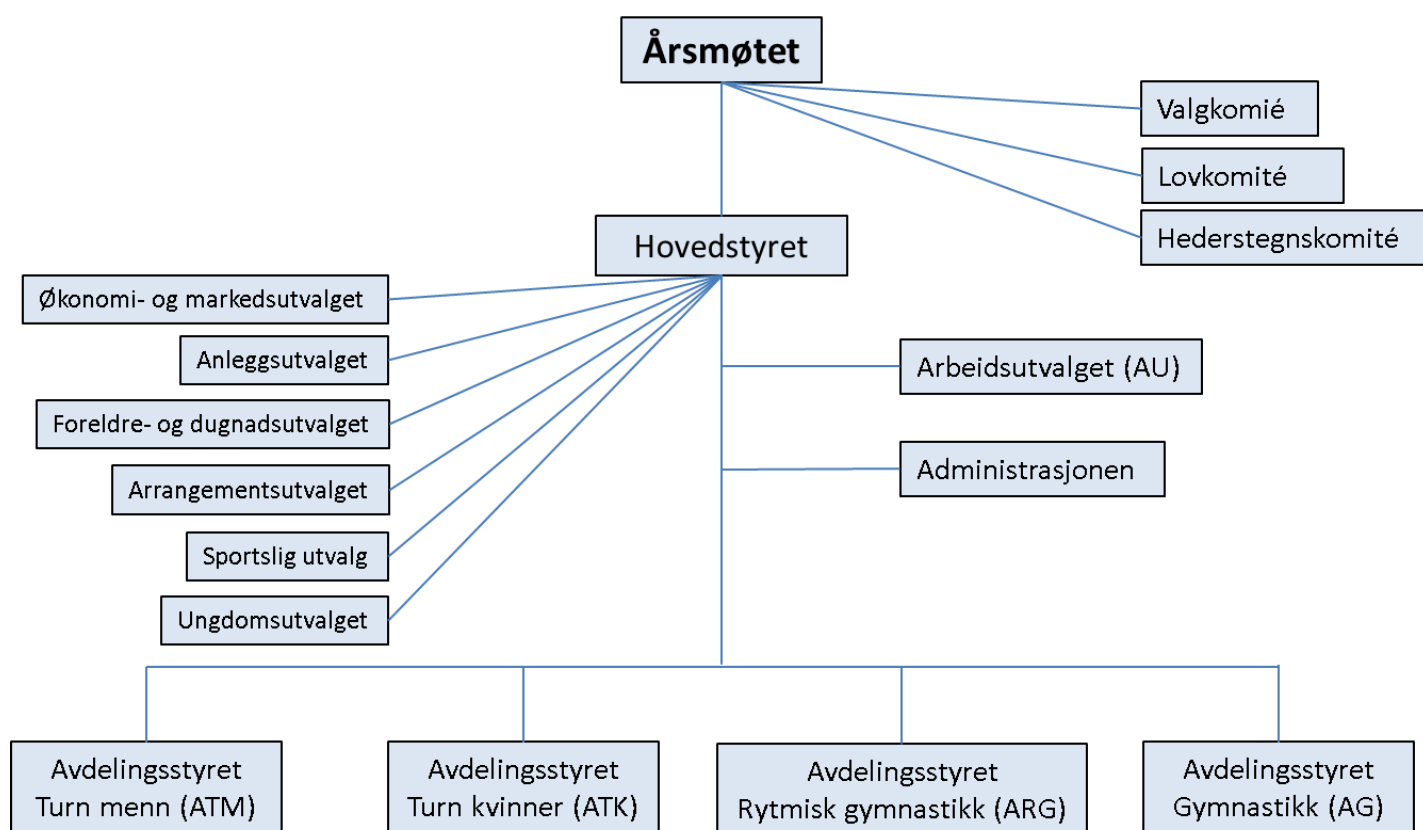 Årsmøtet
Valgkomié
Lovkomité
Hederstegnskomité
Hovedstyret
Økonomi- og markedsutvalget
Anleggsutvalget
Foreldre- og dugnadsutvalget
Arrangementsutvalget
Sportslig utvalg
Ungdomsutvalget
Arbeidsutvalget (AU)
Administrasjonen
Avdelingsstyret
Turn menn (ATM)
Avdelingsstyret
Turn kvinner (ATK)
Avdelingsstyret
Rytmisk gymnastikk (ARG)
Avdelingsstyret
Gymnastikk (AG)